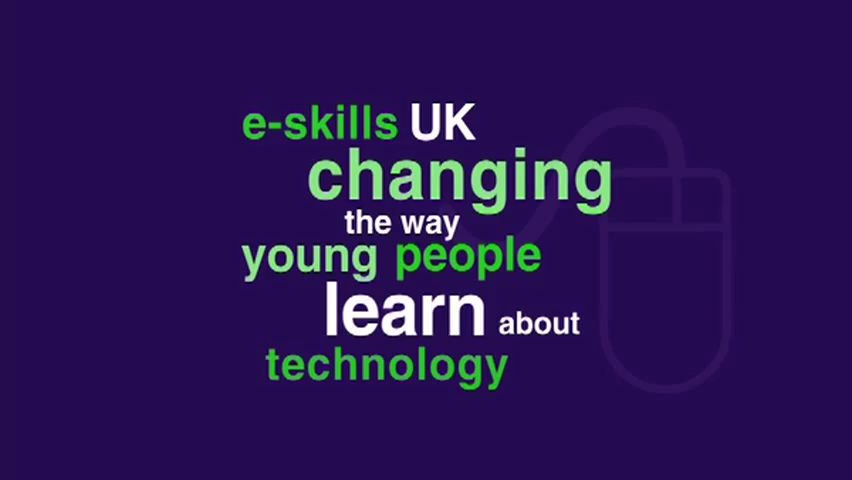 e-skills UK
changing
the way
young people
learn about
technology